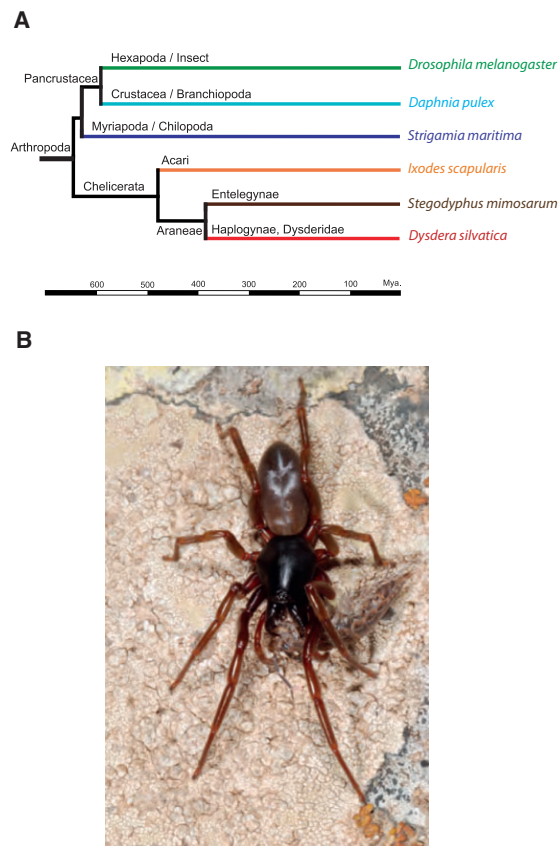 A
Hexapoda / Insect
Drosophila melanogaster
Pancrustacea
Crustacea / Branchiopoda
Daphnia pulex
Myriapoda / Chilopoda
Strigamia maritima
Arthropoda
Acari
Ixodes scapularis
Chelicerata
Entelegynae
Stegodyphus mimosarum
Araneae
Haplogynae, Dysderidae
Dysdera silvatica
600 500 400 300 200 100 Mya.
B